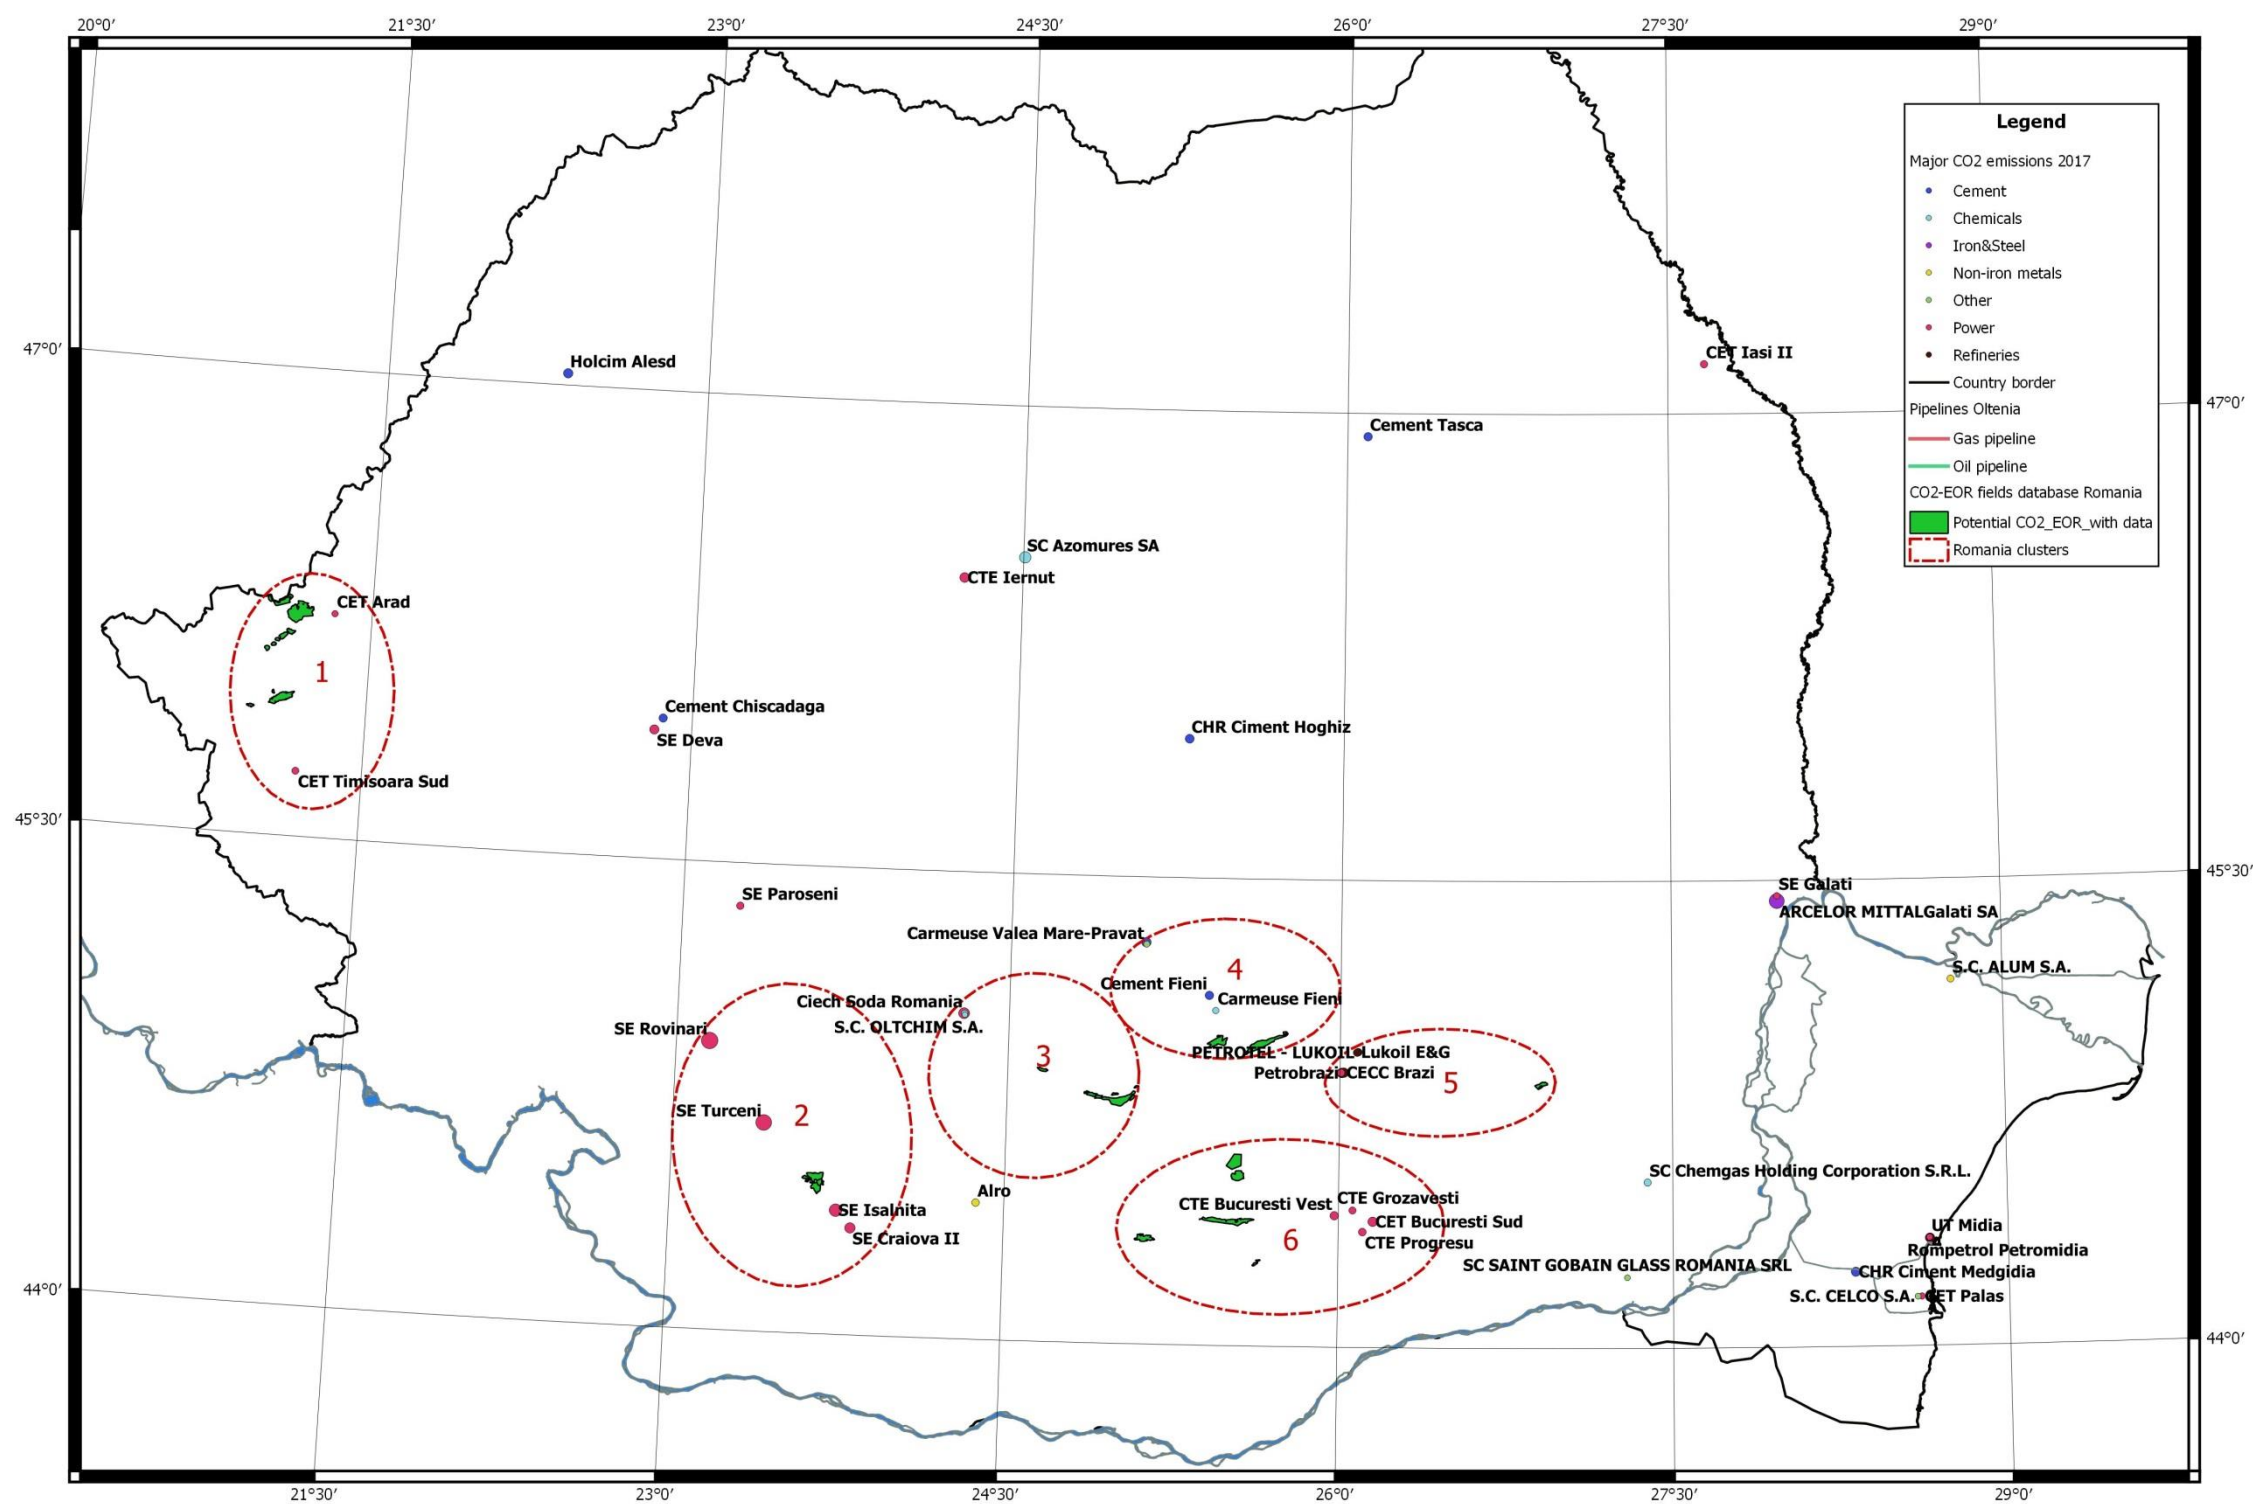 20°0′ 21°30′ 23°0′ 24°30′ 26°0′ 27°30′ 29°0′
Legend
Major CO2 emissions 2017
Cement
Chemicals
Iron&Steel
Non-iron metals
Other
Power
Refineries
Country border
Pipelines Oltenia
Gas pipeline
Oil pipeline
CO2-EOR fields database Romania
Potential CO2_EOR_with data
Romania clusters
47°0′
47°0′
Holcim Alesd
CET Iasi II
Cement Tasca
SC Azomures SA
CTE Iernut
CET Arad
1
Cement Chiscadaga
SE Deva
CHR Ciment Hoghiz
CET Timisoara Sud
45°30′
45°30′
SE Galati
ARCELOR MITTALGalati SA
SE Paroseni
Carmeuse Valea Mare-Pravat
4
S.C. ALUM S.A.
Cement Fieni
Carmeuse Fieni
Ciech Soda Romania
S.C. OLTCHIM S.A.
SE Rovinari
3
PETROTEL - LUKOIL Lukoil E&G
Petrobrazi CECC Brazi
5
SE Turceni
2
SC Chemgas Holding Corporation S.R.L.
Alro
CTE Bucuresti Vest
CTE Grozavesti
SE Isalnita
CET Bucuresti Sud
SE Craiova II
6
CTE Progresu
UT Midia
Rompetrol Petromidia
SC SAINT GOBAIN GLASS ROMANIA SRL
CHR Ciment Medgidia
S.C. CELCO S.A.
CET Palas
44°0′
44°0′
21°30′ 23°0′ 24°30′ 26°0′ 27°30′ 29°0′